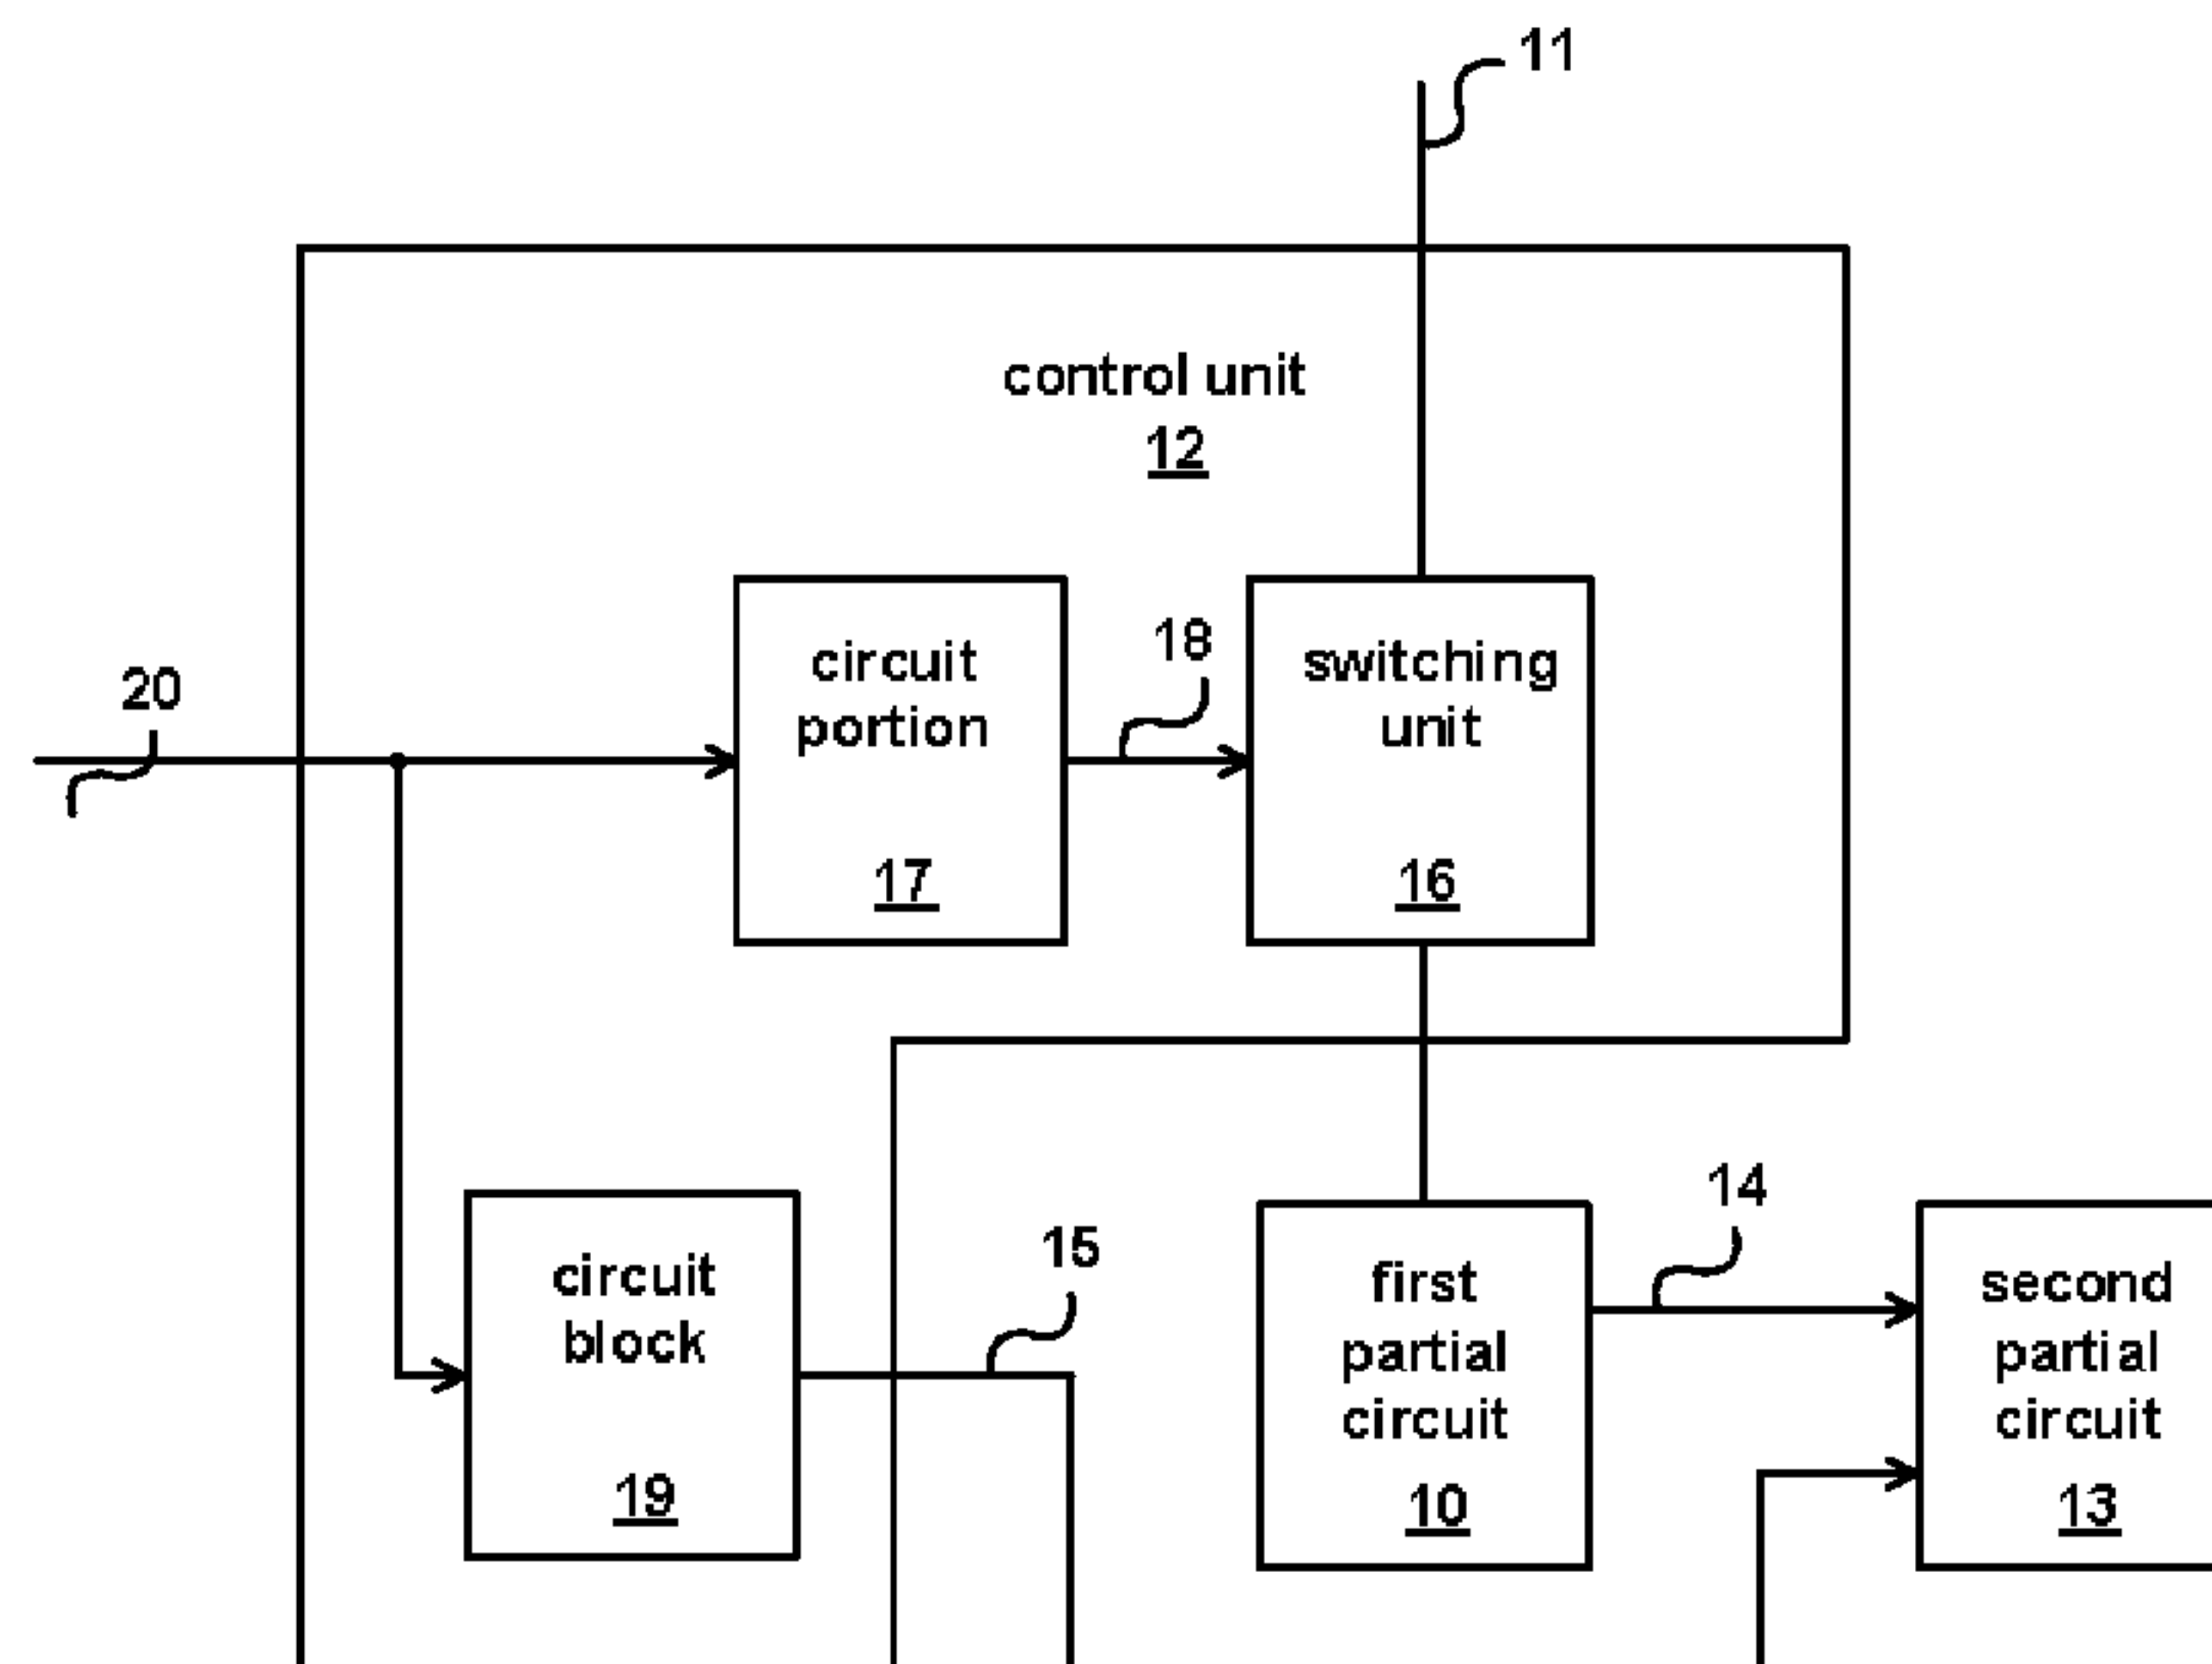 11
control unit
12
18
20
circuit
portion
17
switching
unit
16
14
15
circuit
block
19
first
partial
circuit
10
second
partial
circuit
13